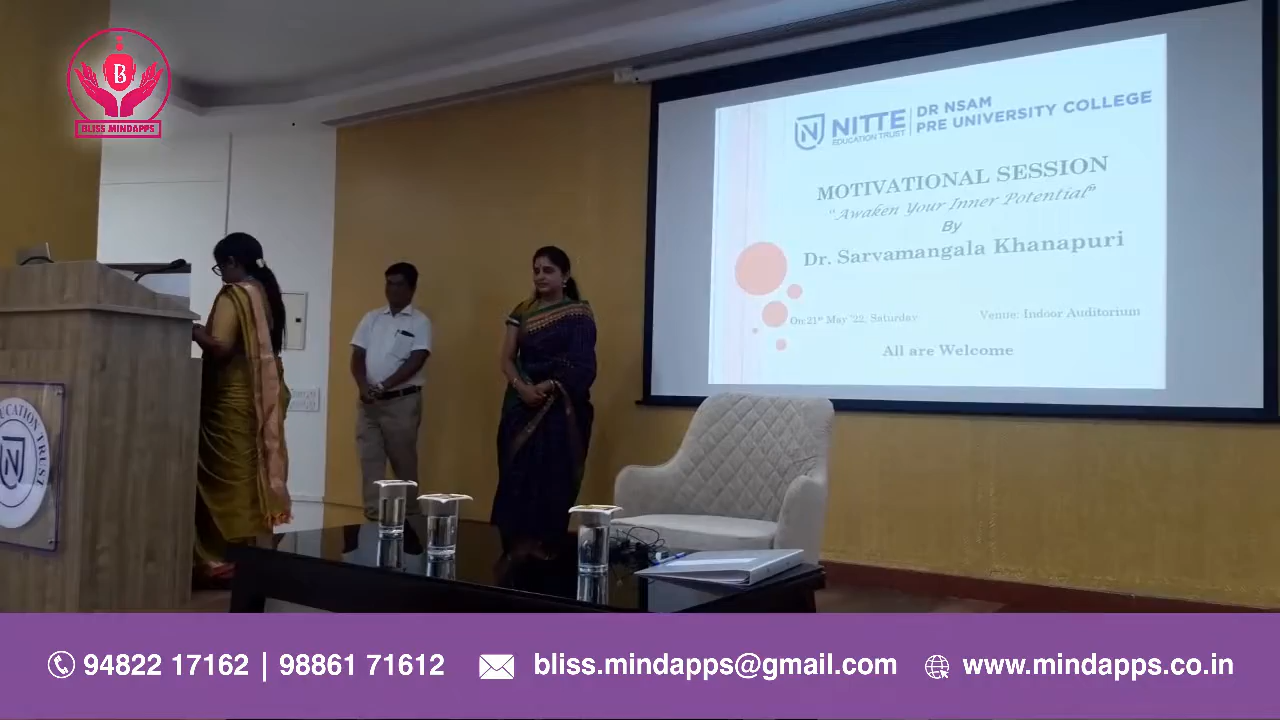 B
BLISS MINDAPPS
NITTE
EDUCATION TRUST
DR NSAM
PRE UNIVERSITY COLLEGE
MOTIVATIONAL SESSION
"Awaken Your Inner Potential"
By
Dr. Sarvamangala Khanapuri
On 21st May '22, Saturday
Venue: Indoor Auditorium
All are Welcome
UCATION TRUST
N
94822 17162 | 98861 71612
bliss.mindapps@gmail.com
www.mindapps.co.in